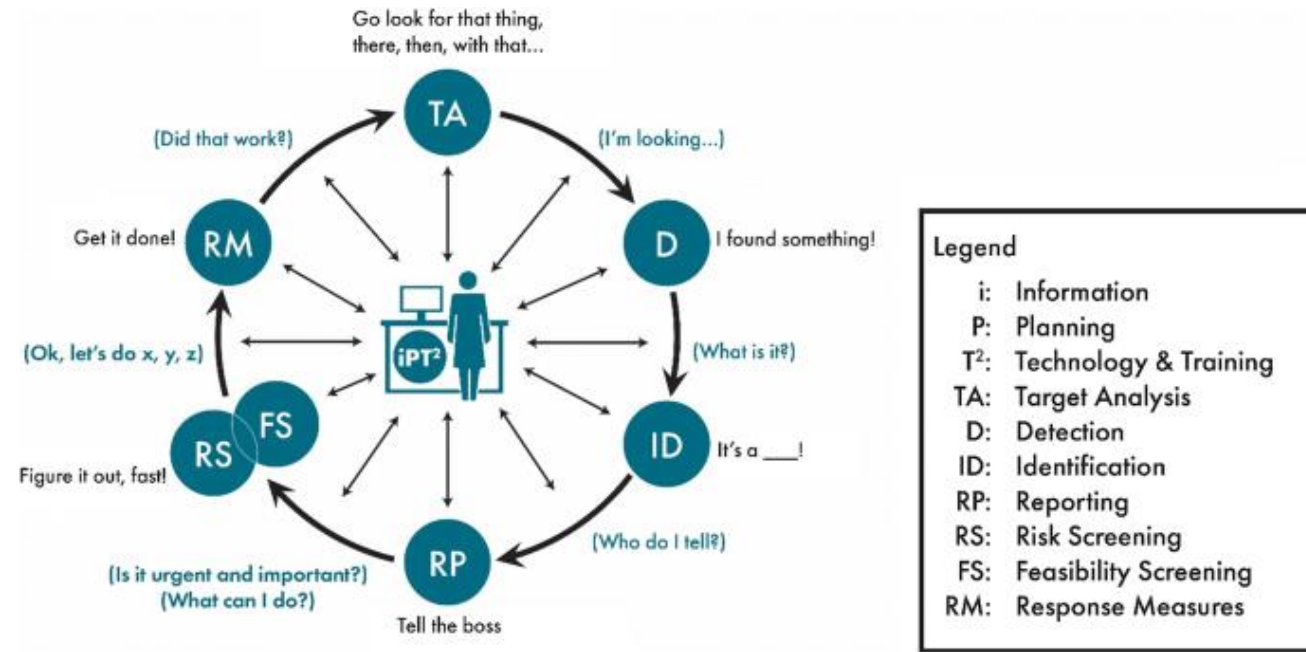 Go look for that thing,
there, then, with that...
TA
(Did that work?)
(I'm looking...)
Get it done!
RM
D
I found something!
iPT²
(Ok, let's do x, y, z)
(What is it?)
FS
RS
ID
It's a ___!
Figure it out, fast!
(Who do I tell?)
RP
(Is it urgent and important?)
(What can I do?)
Tell the boss
Legend
i: Information
P: Planning
T²: Technology & Training
TA: Target Analysis
D: Detection
ID: Identification
RP: Reporting
RS: Risk Screening
FS: Feasibility Screening
RM: Response Measures